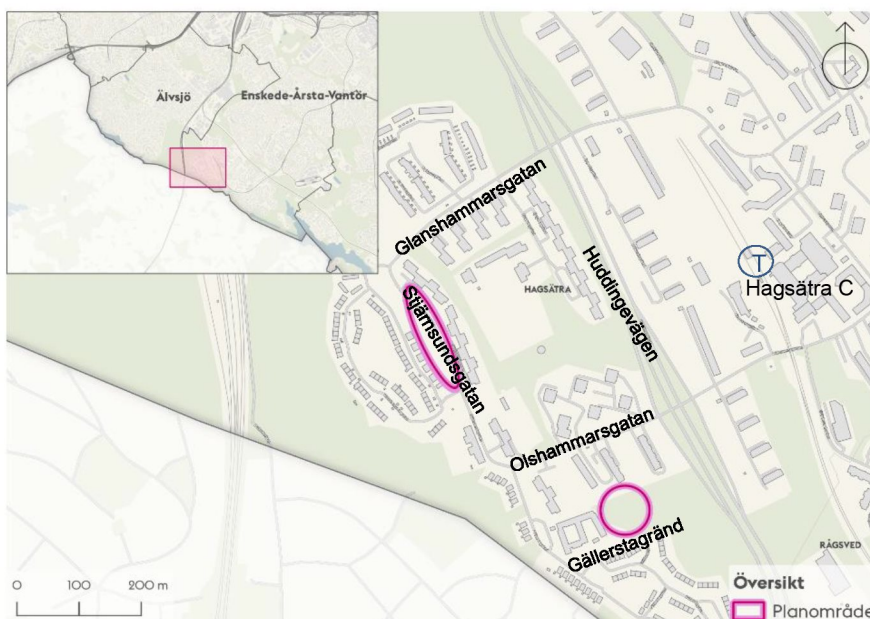 Älvsjö
Enskede-Årsta-Vantör
Glanshammarsgatan
Stjärnsundsgatan
HAGSÄTRA
Huddingevägen
T
Hagsätra C
Olshammarsgatan
Gällerstagränd
RÅGSVED
0 100 200 m
Översikt
Planområde